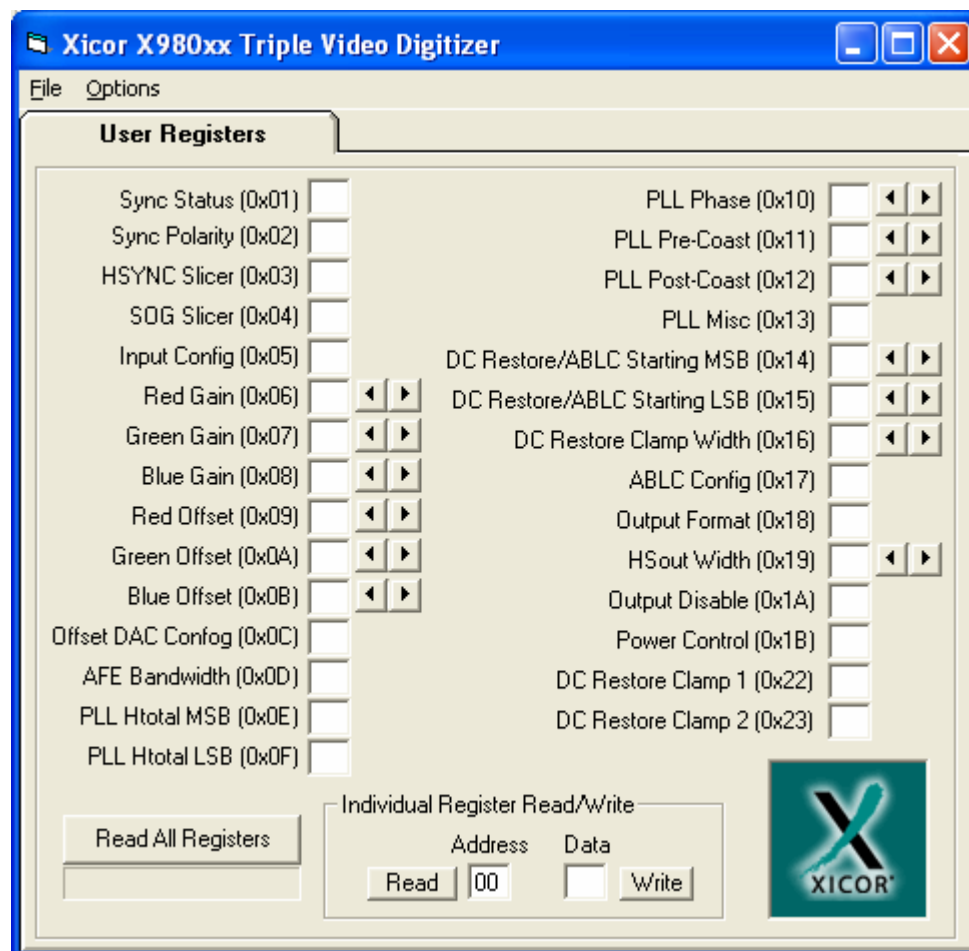 Xicor X980xx Triple Video Digitizer
File Options
User Registers
Sync Status (0x01)
Sync Polarity (0x02)
HSYNC Slicer (0x03)
SOG Slicer (0x04)
Input Config (0x05)
Red Gain (0x06)
Green Gain (0x07)
Blue Gain (0x08)
Red Offset (0x09)
Green Offset (0x0A)
Blue Offset (0x0B)
Offset DAC Confog (0x0C)
AFE Bandwidth (0x0D)
PLL Htotal MSB (0x0E)
PLL Htotal LSB (0x0F)
PLL Phase (0x10)
PLL Pre-Coast (0x11)
PLL Post-Coast (0x12)
PLL Misc (0x13)
DC Restore/ABLC Starting MSB (0x14)
DC Restore/ABLC Starting LSB (0x15)
DC Restore Clamp Width (0x16)
ABLC Config (0x17)
Output Format (0x18)
HSout Width (0x19)
Output Disable (0x1A)
Power Control (0x1B)
DC Restore Clamp 1 (0x22)
DC Restore Clamp 2 (0x23)
Read All Registers
Individual Register Read/Write
Address Data
Read 00 Write
XICOR